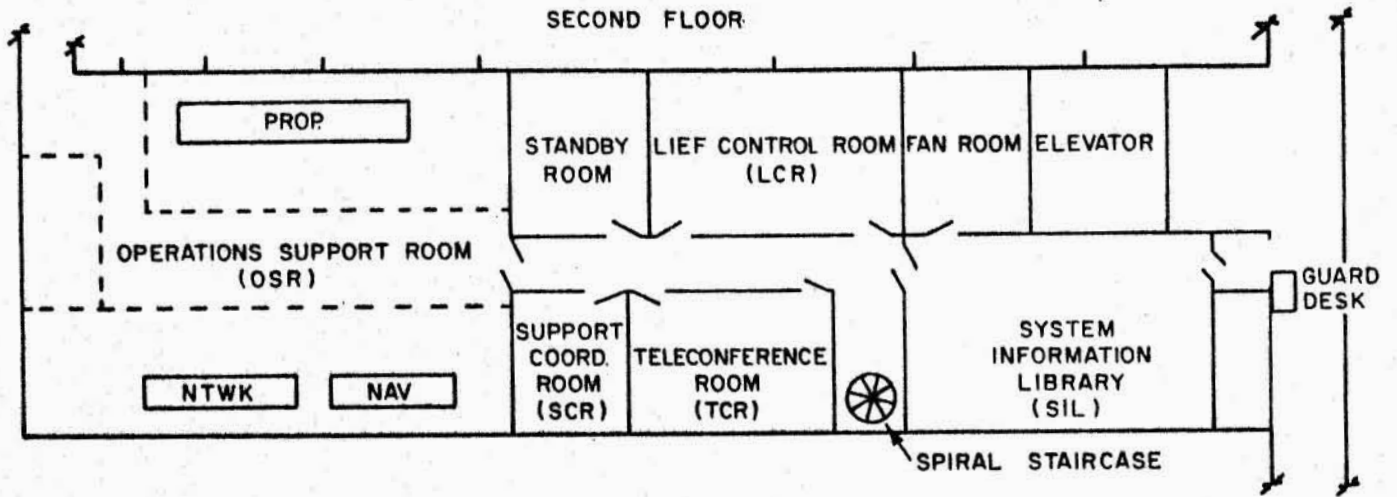 SECOND FLOOR
PROP.
STANDBY
ROOM
LIEF CONTROL ROOM
(LCR)
FAN ROOM
ELEVATOR
OPERATIONS SUPPORT ROOM
(OSR)
GUARD
DESK
SUPPORT
COORD.
ROOM
(SCR)
TELECONFERENCE
ROOM
(TCR)
SYSTEM
INFORMATION
LIBRARY
(SIL)
NTWK
NAV
SPIRAL STAIRCASE